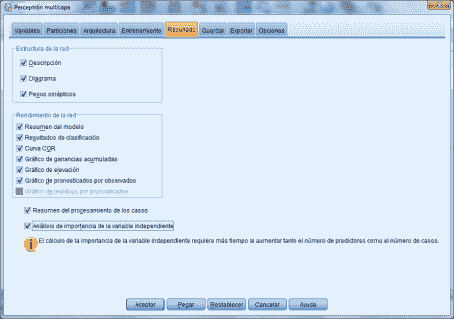 Perceptrón multicapa
Variables Particiones Arquitectura Entrenamiento Resultado Guardar Exportar Opciones
Estructura de la red
Descripción
Diagrama
Pesos sinápticos
Rendimiento de la red
Resumen del modelo
Resultados de clasificación
Curva COR
Gráfico de ganancias acumuladas
Gráfico de elevación
Gráfico de pronosticados por observados
Gráfico de residuos por pronosticados
Resumen del procesamiento de los casos
Análisis de importancia de la variable independiente
El cálculo de la importancia de la variable independiente requiere más tiempo al aumentar tanto el número de predictores como el número de casos.
Aceptar Pegar Restablecer Cancelar Ayuda